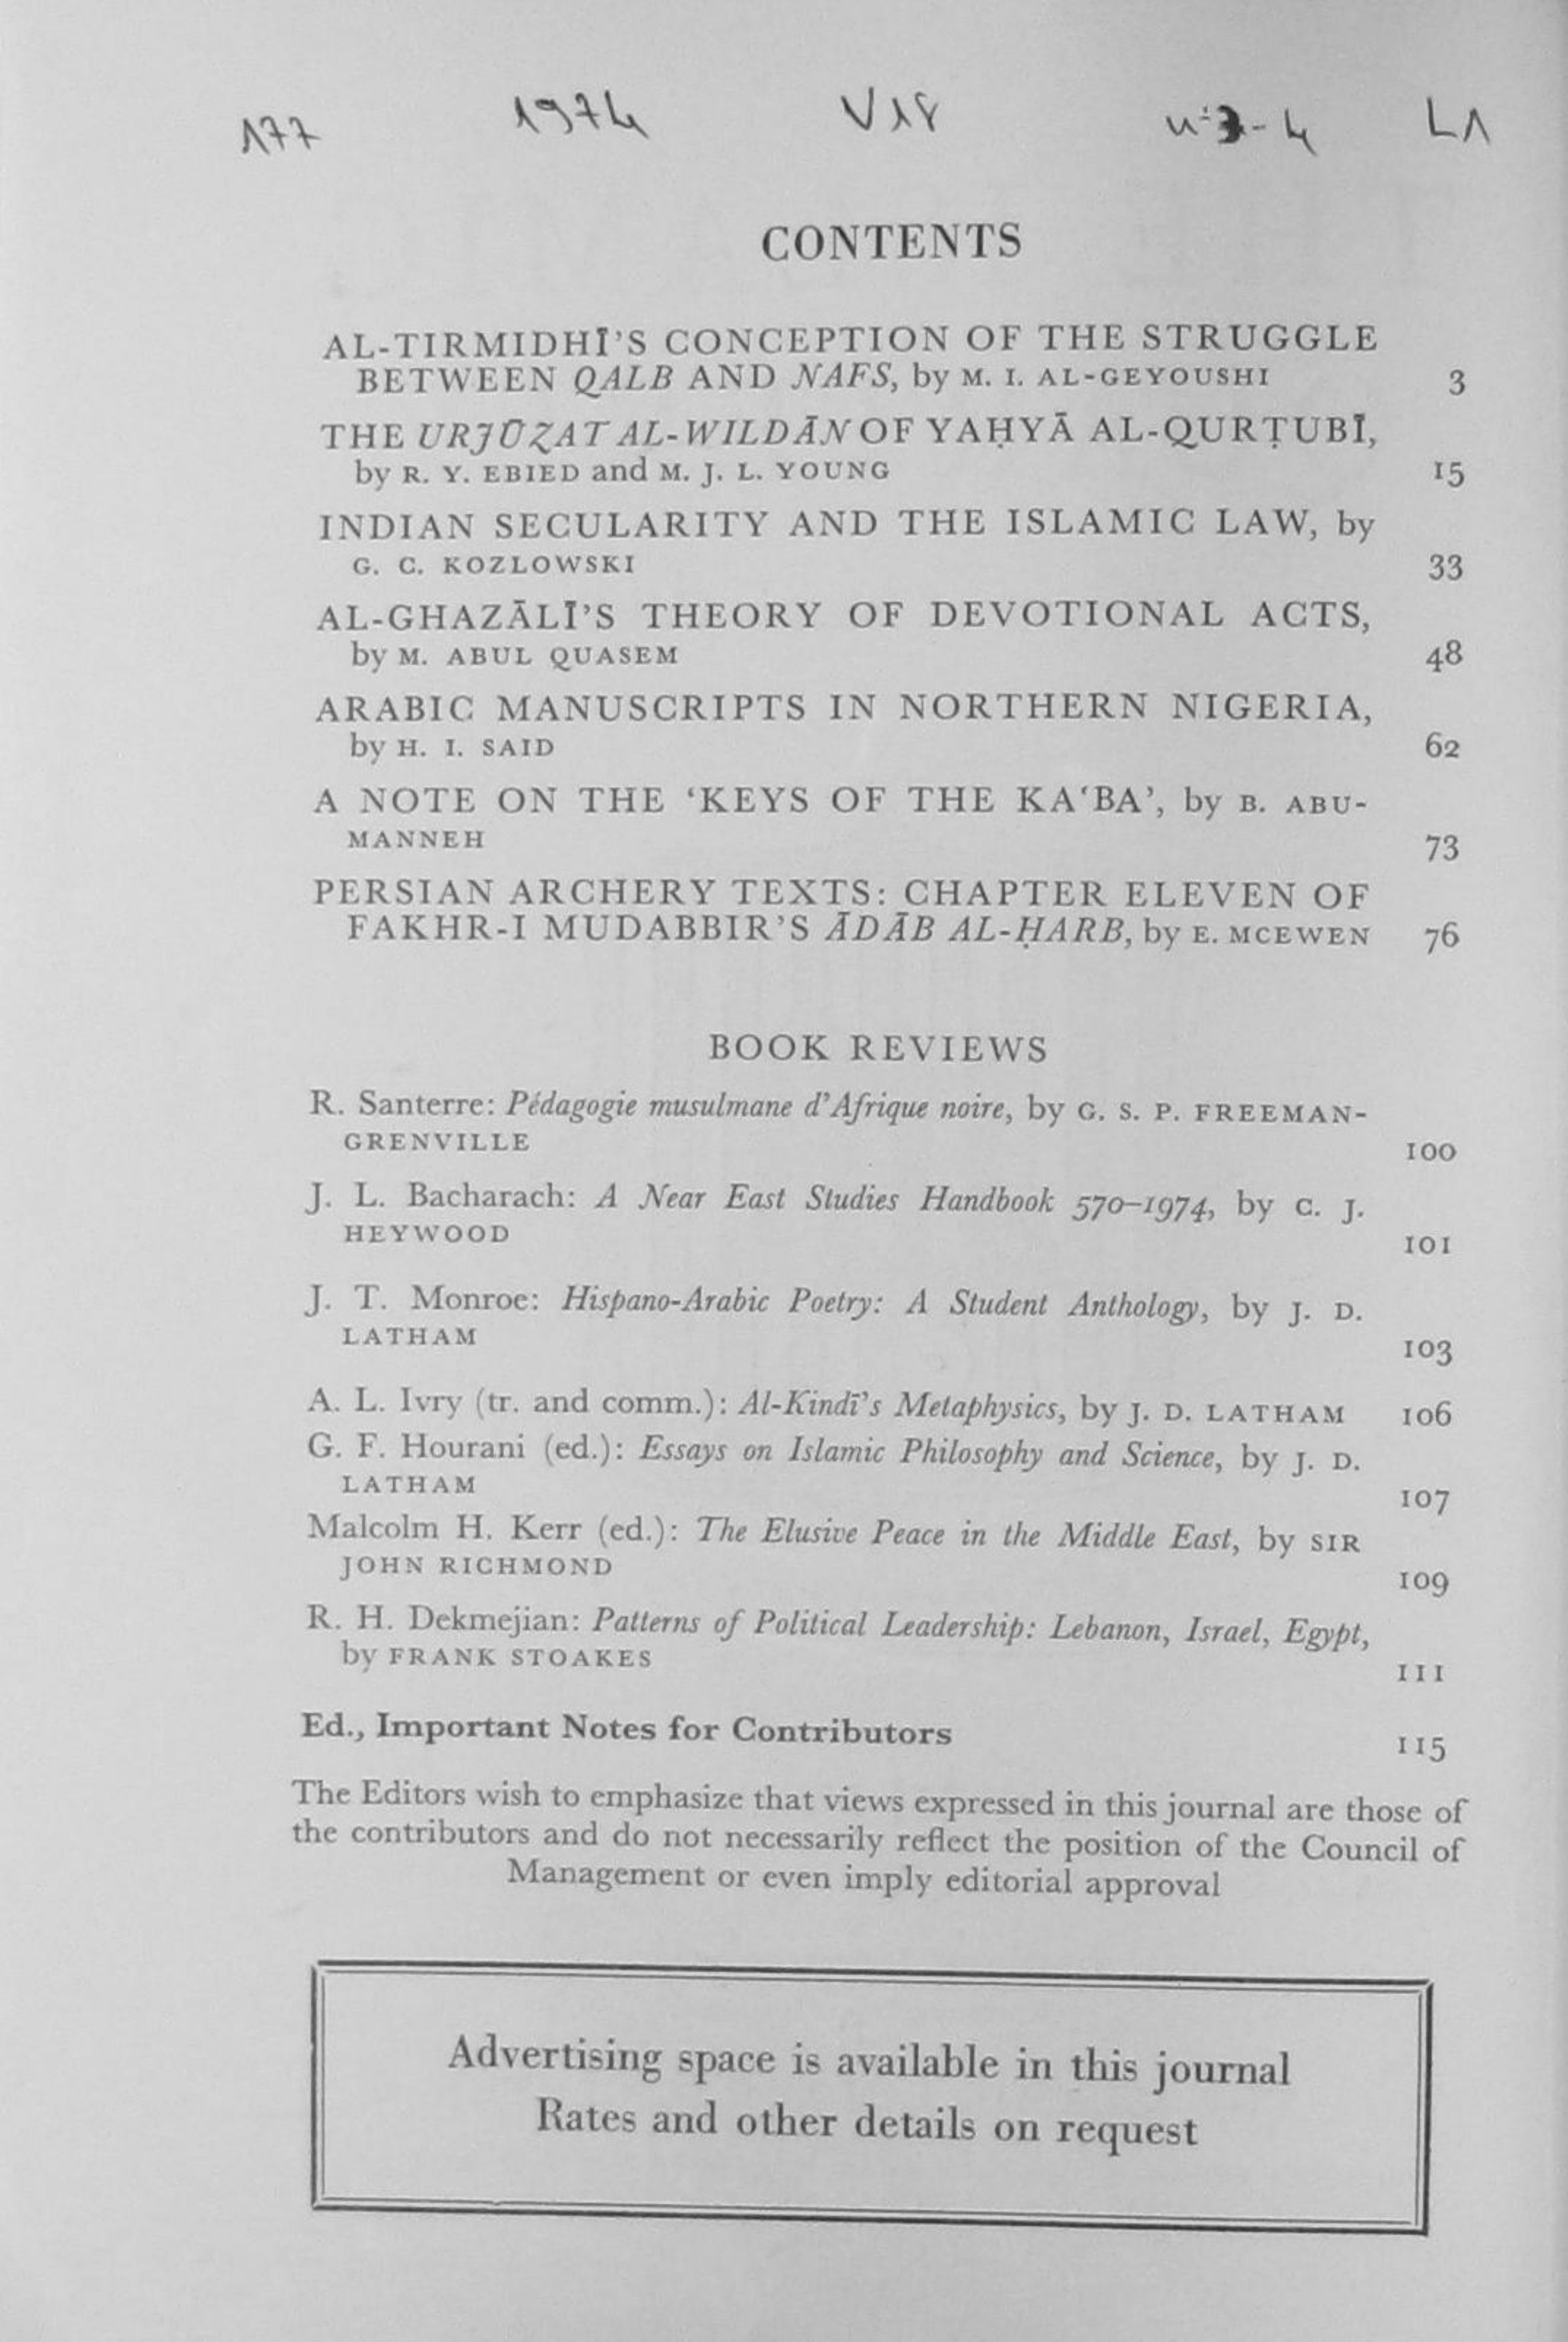 177 1974 V18 n°3-4 L1
CONTENTS
AL-TIRMIDHĪ’S CONCEPTION OF THE STRUGGLE
BETWEEN QALB AND NAFS, by M. I. AL-GEYOUSHI 3
THE URJŪZAT AL-WILDĀN OF YAḤYĀ AL-QURṬUBĪ,
by R. Y. EBIED and M. J. L. YOUNG 15
INDIAN SECULARITY AND THE ISLAMIC LAW, by
G. C. KOZLOWSKI 33
AL-GHAZĀLĪ’S THEORY OF DEVOTIONAL ACTS,
by M. ABUL QUASEM 48
ARABIC MANUSCRIPTS IN NORTHERN NIGERIA,
by H. I. SAID 62
A NOTE ON THE ‘KEYS OF THE KA‘BA’, by B. ABU-
MANNEH 73
PERSIAN ARCHERY TEXTS: CHAPTER ELEVEN OF
FAKHR-I MUDABBIR’S ĀDĀB AL-ḤARB, by E. MCEWEN 76
BOOK REVIEWS
R. Santerre: Pédagogie musulmane d’Afrique noire, by G. S. P. FREEMAN-
GRENVILLE 100
J. L. Bacharach: A Near East Studies Handbook 570–1974, by C. J.
HEYWOOD 101
J. T. Monroe: Hispano-Arabic Poetry: A Student Anthology, by J. D.
LATHAM 103
A. L. Ivry (tr. and comm.): Al-Kindī’s Metaphysics, by J. D. LATHAM 106
G. F. Hourani (ed.): Essays on Islamic Philosophy and Science, by J. D.
LATHAM 107
Malcolm H. Kerr (ed.): The Elusive Peace in the Middle East, by SIR
JOHN RICHMOND 109
R. H. Dekmejian: Patterns of Political Leadership: Lebanon, Israel, Egypt,
by FRANK STOAKES 111
Ed., Important Notes for Contributors 115
The Editors wish to emphasize that views expressed in this journal are those of
the contributors and do not necessarily reflect the position of the Council of
Management or even imply editorial approval
Advertising space is available in this journal
Rates and other details on request